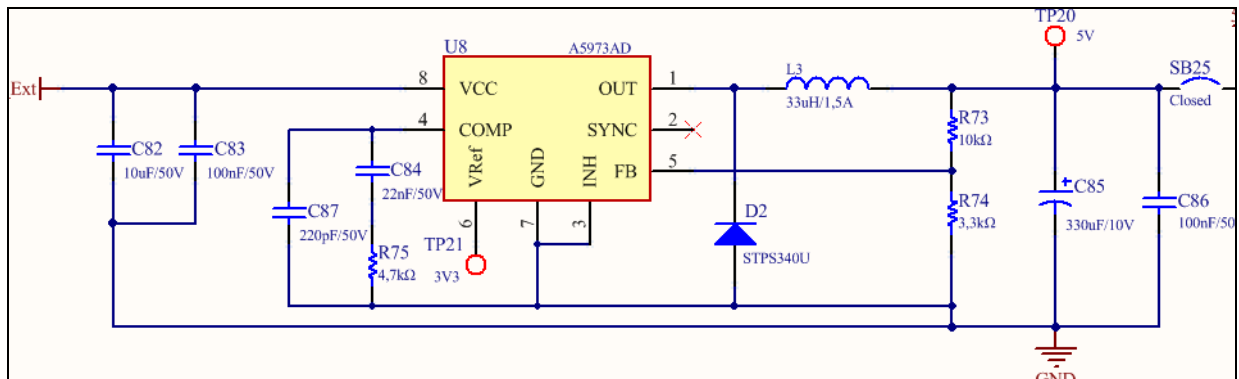 TP20
5V
U8
A5973AD
Ext
8
VCC
OUT
1
L3
33uH/1,5A
SB25
Closed
4
COMP
SYNC
2
R73
10kΩ
C82
10uF/50V
C83
100nF/50V
C84
22nF/50V
VRef
GND
INH
FB
5
C87
220pF/50V
R74
3,3kΩ
C85
330uF/10V
C86
100nF/50
6
7
3
D2
STPS340U
TP21
3V3
R75
4,7kΩ
GND